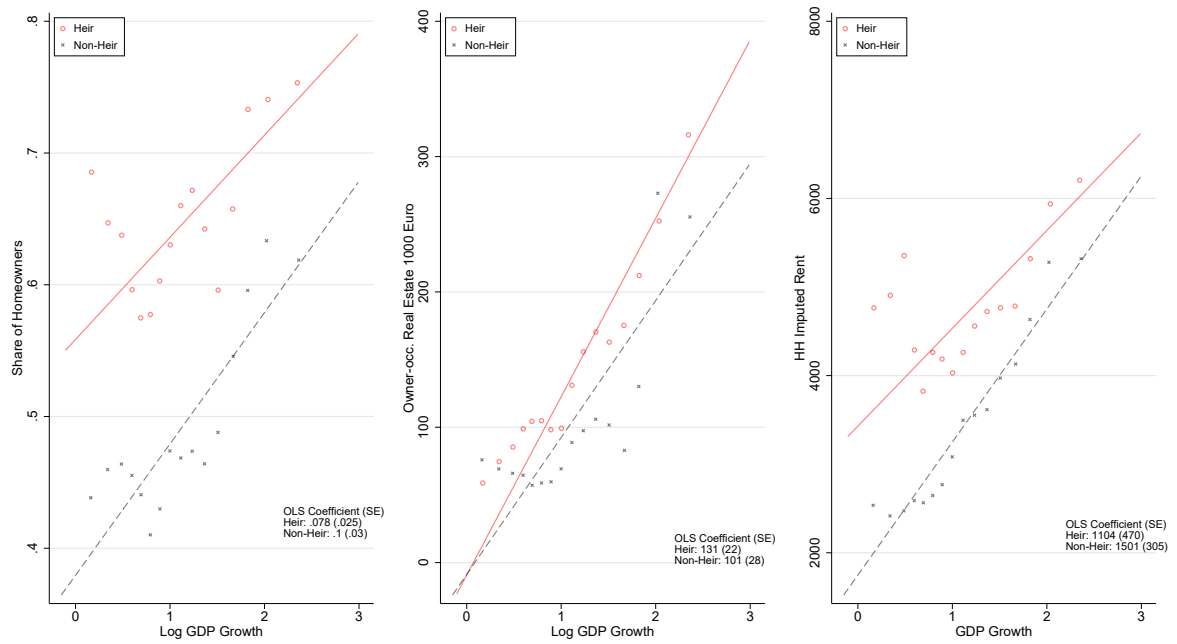 Heir
Non-Heir
Share of Homeowners
.8
.7
.6
.5
.4
0
1
2
3
Log GDP Growth
OLS Coefficient (SE)
Heir: .078 (.025)
Non-Heir: .1 (.03)
Heir
Non-Heir
Owner-occ. Real Estate 1000 Euro
400
300
200
100
0
0
1
2
3
Log GDP Growth
OLS Coefficient (SE)
Heir: 131 (22)
Non-Heir: 101 (28)
Heir
Non-Heir
HH Imputed Rent
8000
6000
4000
2000
0
1
2
3
GDP Growth
OLS Coefficient (SE)
Heir: 1104 (470)
Non-Heir: 1501 (305)